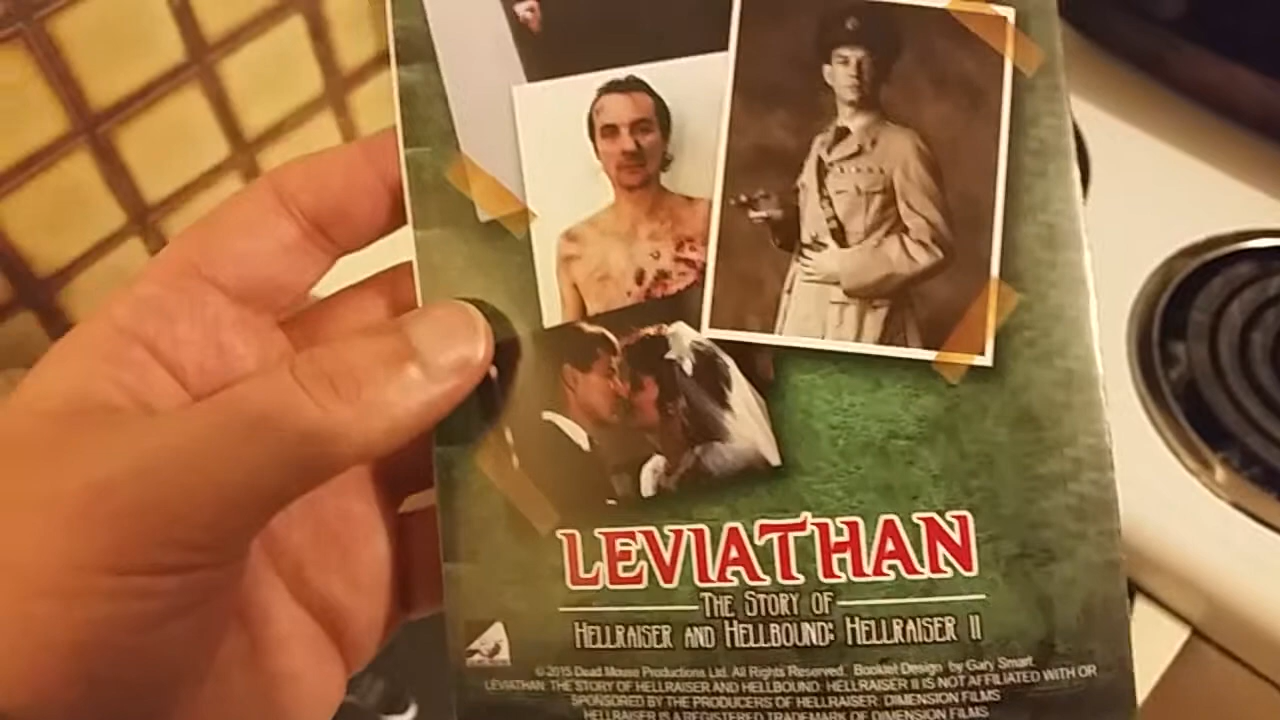 LEVIATHAN
THE STORY OF
HELLRAISER AND HELLBOUND: HELLRAISER II
©2015 Dead Mouse Productions Ltd. All Rights Reserved. Booklet Design by Gary Smart.
LEVIATHAN: THE STORY OF HELLRAISER AND HELLBOUND: HELLRAISER II IS NOT AFFILIATED WITH OR
SPONSORED BY THE PRODUCERS OF HELLRAISER: DIMENSION FILMS
HELLRAISER IS A REGISTERED TRADEMARK OF DIMENSION FILMS